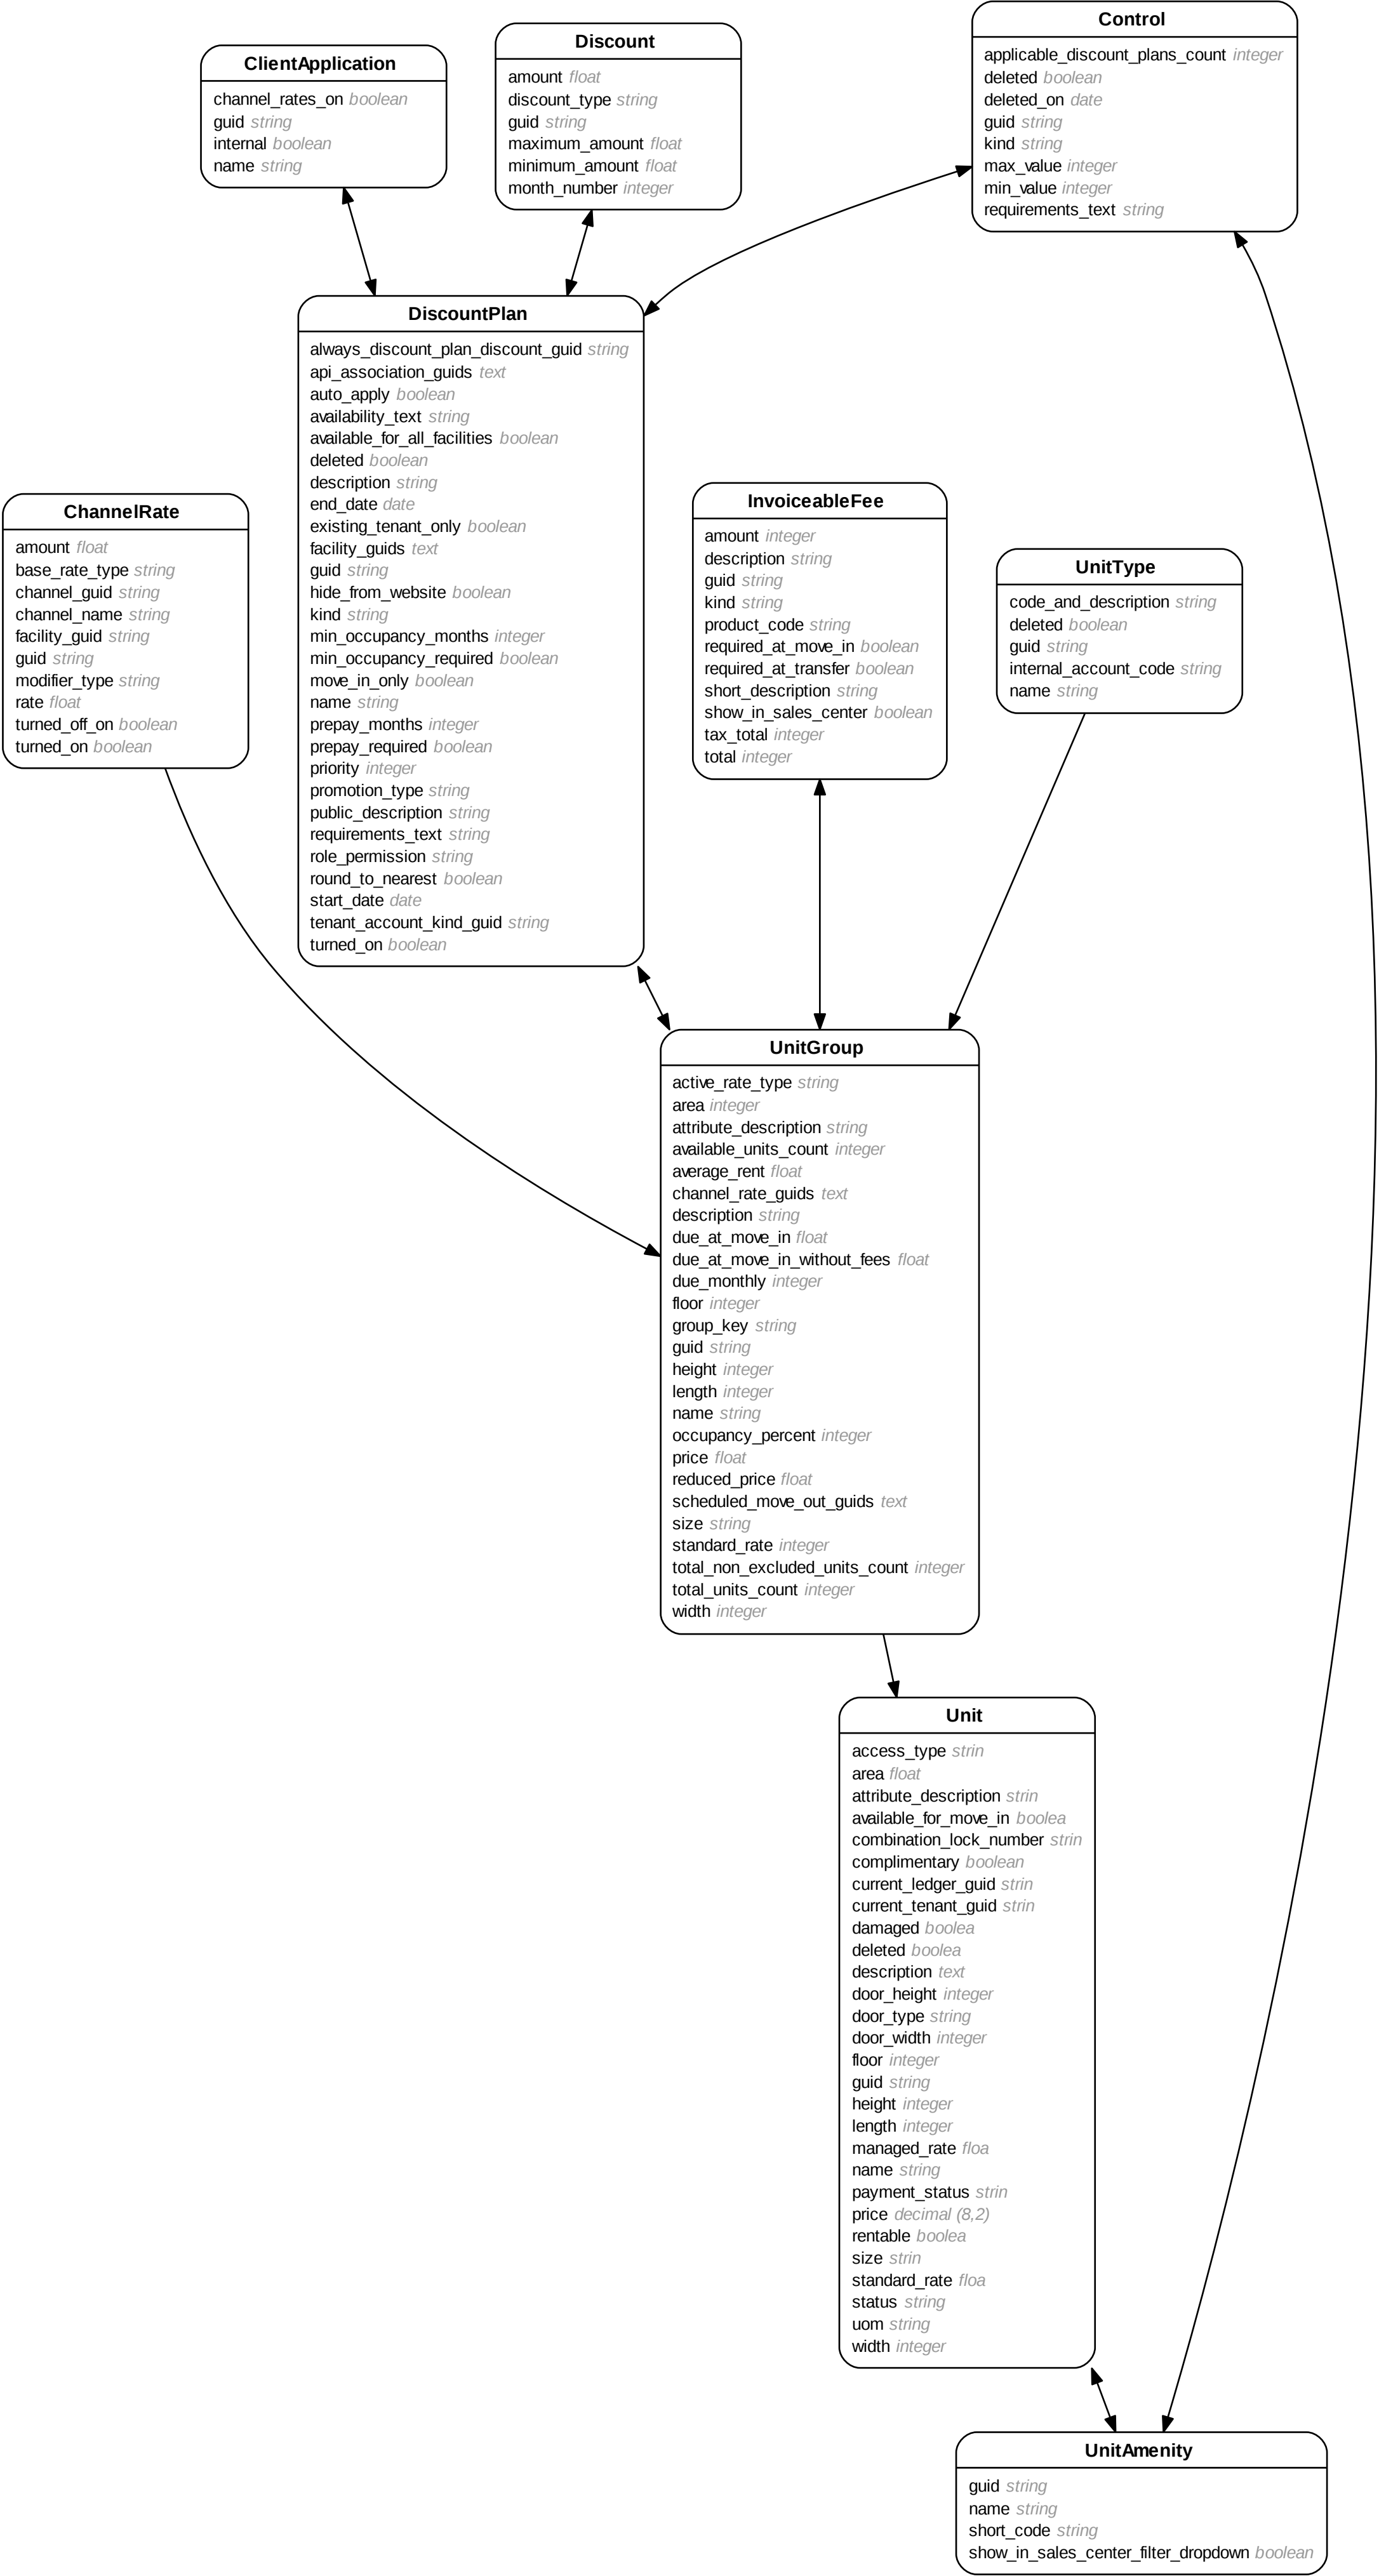 Control
applicable_discount_plans_count integer
deleted boolean
deleted_on date
guid string
kind string
max_value integer
min_value integer
requirements_text string
Discount
amount float
discount_type string
guid string
maximum_amount float
minimum_amount float
month_number integer
ClientApplication
channel_rates_on boolean
guid string
internal boolean
name string
DiscountPlan
always_discount_plan_discount_guid string
api_association_guids text
auto_apply boolean
availability_text string
available_for_all_facilities boolean
deleted boolean
description string
end_date date
existing_tenant_only boolean
facility_guids text
guid string
hide_from_website boolean
kind string
min_occupancy_months integer
min_occupancy_required boolean
move_in_only boolean
name string
prepay_months integer
prepay_required boolean
priority integer
promotion_type string
public_description string
requirements_text string
role_permission string
round_to_nearest boolean
start_date date
tenant_account_kind_guid string
turned_on boolean
ChannelRate
amount float
base_rate_type string
channel_guid string
channel_name string
facility_guid string
guid string
modifier_type string
rate float
turned_off_on boolean
turned_on boolean
InvoiceableFee
amount integer
description string
guid string
kind string
product_code string
required_at_move_in boolean
required_at_transfer boolean
short_description string
show_in_sales_center boolean
tax_total integer
total integer
UnitType
code_and_description string
deleted boolean
guid string
internal_account_code string
name string
UnitGroup
active_rate_type string
area integer
attribute_description string
available_units_count integer
average_rent float
channel_rate_guids text
description string
due_at_move_in float
due_at_move_in_without_fees float
due_monthly integer
floor integer
group_key string
guid string
height integer
length integer
name string
occupancy_percent integer
price float
reduced_price float
scheduled_move_out_guids text
size string
standard_rate integer
total_non_excluded_units_count integer
total_units_count integer
width integer
Unit
access_type strin
area float
attribute_description strin
available_for_move_in boolea
combination_lock_number strin
complimentary boolean
current_ledger_guid strin
current_tenant_guid strin
damaged boolea
deleted boolea
description text
door_height integer
door_type string
door_width integer
floor integer
guid string
height integer
length integer
managed_rate floa
name string
payment_status strin
price decimal (8,2)
rentable boolea
size strin
standard_rate floa
status string
uom string
width integer
UnitAmenity
guid string
name string
short_code string
show_in_sales_center_filter_dropdown boolean